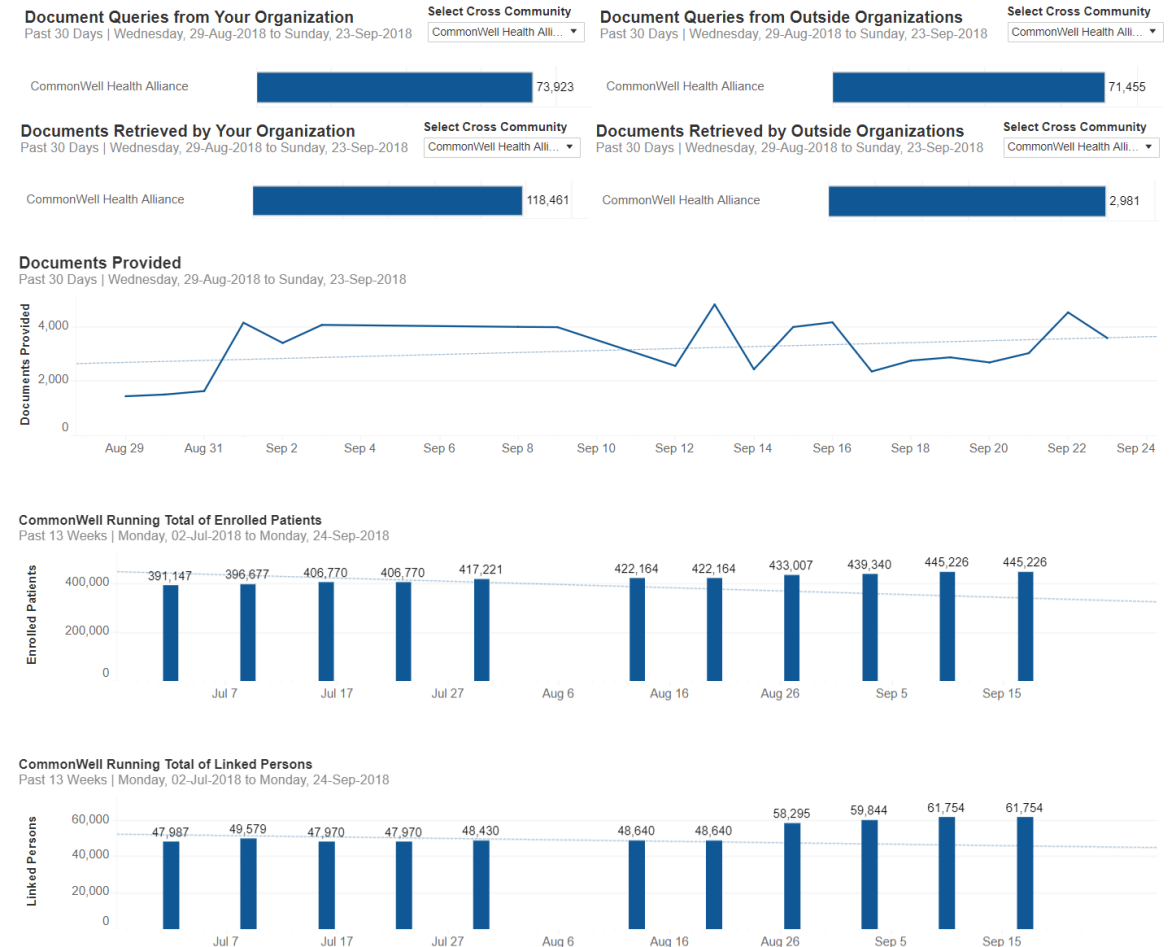 Document Queries from Your Organization
Past 30 Days | Wednesday, 29-Aug-2018 to Sunday, 23-Sep-2018
Select Cross Community
CommonWell Health Alli...
CommonWell Health Alliance
73,923
Document Queries from Outside Organizations
Past 30 Days | Wednesday, 29-Aug-2018 to Sunday, 23-Sep-2018
Select Cross Community
CommonWell Health Alli...
CommonWell Health Alliance
71,455
Documents Retrieved by Your Organization
Past 30 Days | Wednesday, 29-Aug-2018 to Sunday, 23-Sep-2018
Select Cross Community
CommonWell Health Alli...
CommonWell Health Alliance
118,461
Documents Retrieved by Outside Organizations
Past 30 Days | Wednesday, 29-Aug-2018 to Sunday, 23-Sep-2018
Select Cross Community
CommonWell Health Alli...
CommonWell Health Alliance
2,981
Documents Provided
Past 30 Days | Wednesday, 29-Aug-2018 to Sunday, 23-Sep-2018
Documents Provided
4,000
2,000
0
Aug 29 Aug 31 Sep 2 Sep 4 Sep 6 Sep 8 Sep 10 Sep 12 Sep 14 Sep 16 Sep 18 Sep 20 Sep 22 Sep 24
CommonWell Running Total of Enrolled Patients
Past 13 Weeks | Monday, 02-Jul-2018 to Monday, 24-Sep-2018
Enrolled Patients
391,147 396,677 406,770 406,770 417,221 422,164 422,164 433,007 439,340 445,226 445,226
400,000
200,000
0
Jul 7 Jul 17 Jul 27 Aug 6 Aug 16 Aug 26 Sep 5 Sep 15
CommonWell Running Total of Linked Persons
Past 13 Weeks | Monday, 02-Jul-2018 to Monday, 24-Sep-2018
Linked Persons
47,987 49,579 47,970 47,970 48,430 48,640 48,640 58,295 59,844 61,754 61,754
60,000
40,000
20,000
0
Jul 7 Jul 17 Jul 27 Aug 6 Aug 16 Aug 26 Sep 5 Sep 15